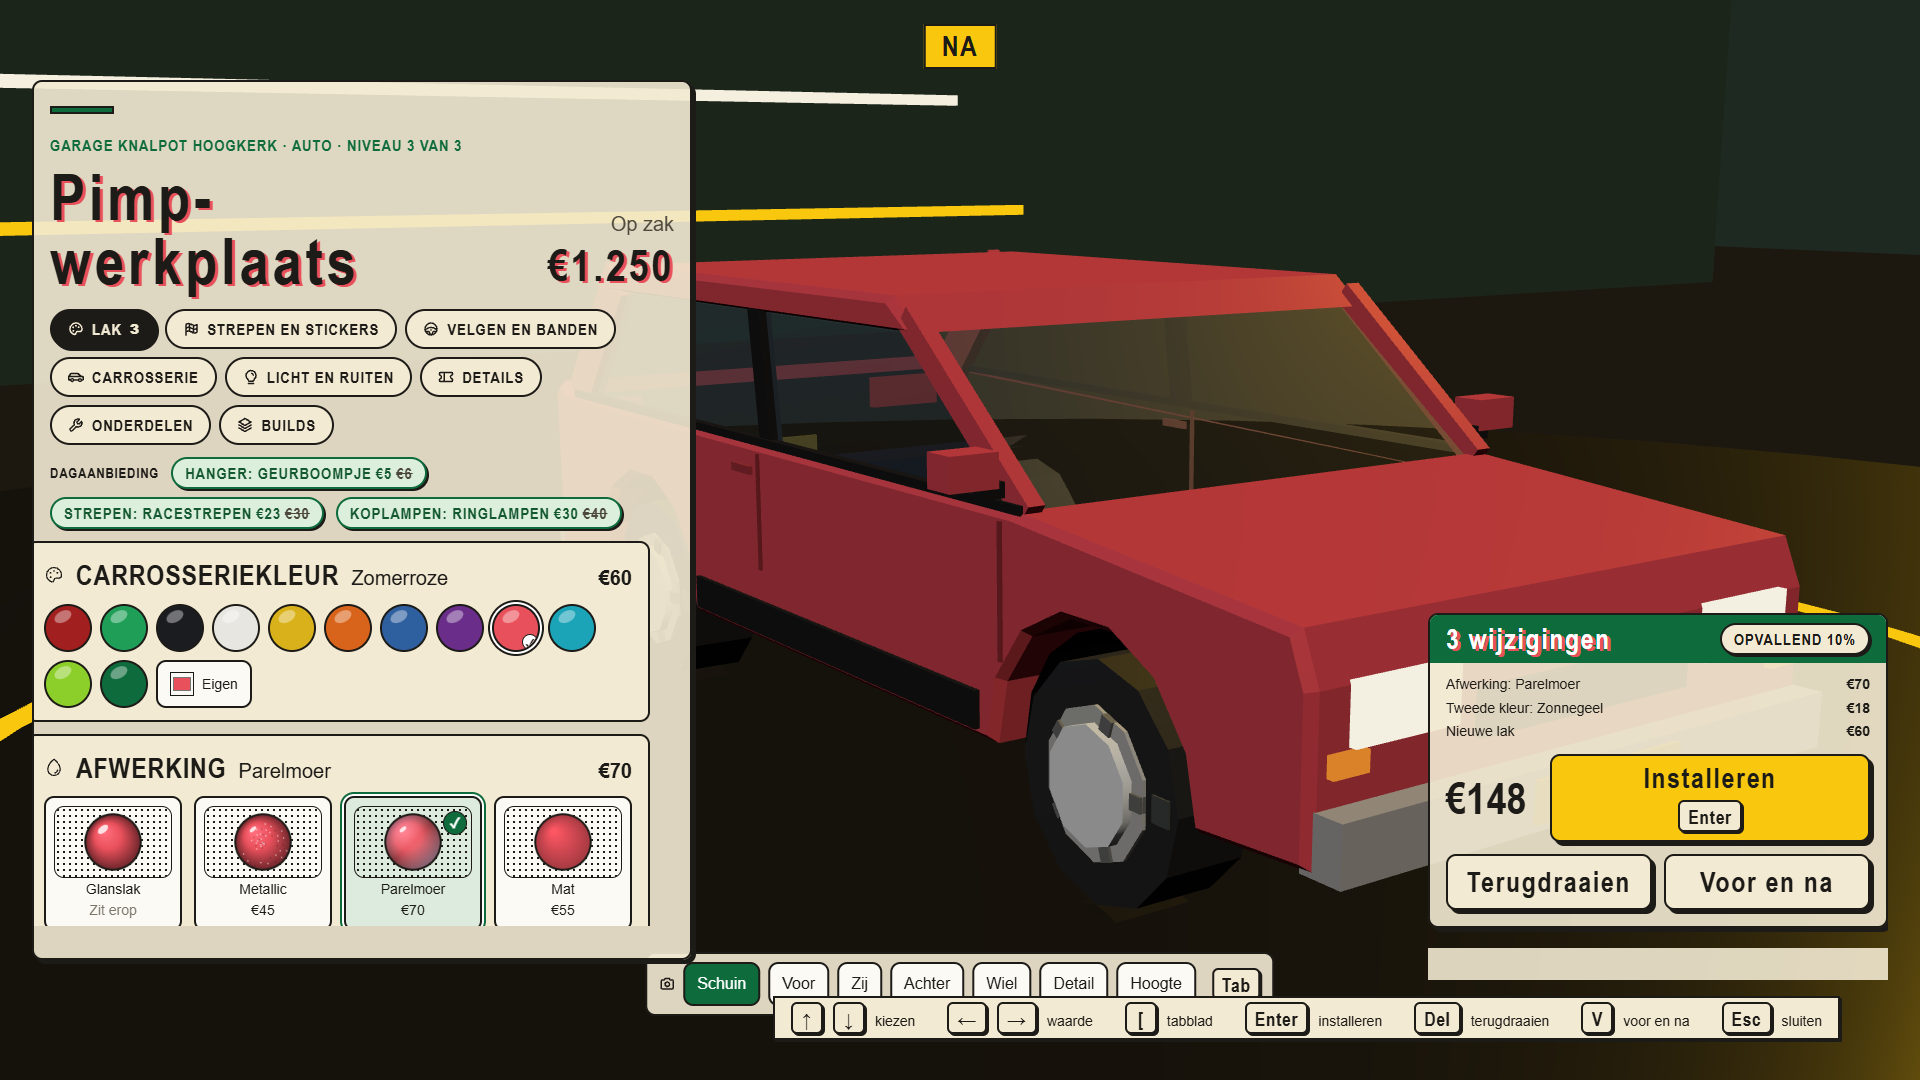 NA
GARAGE KNALPOT HOOGKERK · AUTO · NIVEAU 3 VAN 3
Pimp-
werkplaats
Op zak
€1.250
LAK 3
STREPEN EN STICKERS
VELGEN EN BANDEN
CARROSSERIE
LICHT EN RUITEN
DETAILS
ONDERDELEN
BUILDS
DAGAANBIEDING
HANGER: GEURBOOMPJE €5 €6
STREPEN: RACESTREPEN €23 €30
KOPLAMPEN: RINGLAMPEN €30 €40
CARROSSERIEKLEUR Zomerroze €60
Eigen
AFWERKING Parelmoer €70
Glanslak
Zit erop
Metallic
€45
Parelmoer
€70
Mat
€55
3 wijzigingen
OPVALLEND 10%
Afwerking: Parelmoer €70
Tweede kleur: Zonnegeel €18
Nieuwe lak €60
€148
Installeren
Enter
Terugdraaien
Voor en na
Schuin
Voor
Zij
Achter
Wiel
Detail
Hoogte
Tab
↑ ↓ kiezen
← → waarde
[ tabblad
Enter installeren
Del terugdraaien
V voor en na
Esc sluiten